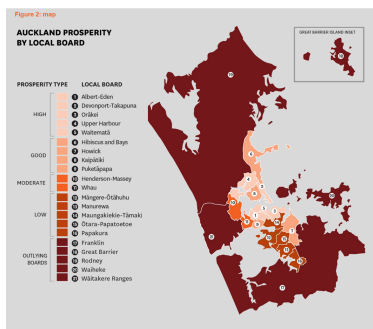 Figure 2: map
AUCKLAND PROSPERITY
BY LOCAL BOARD
GREAT BARRIER ISLAND INSET
PROSPERITY TYPE LOCAL BOARD
HIGH
1 Albert-Eden
2 Devonport-Takapuna
3 Ōrākei
4 Upper Harbour
5 Waitematā
GOOD
6 Hibiscus and Bays
7 Howick
8 Kaipātiki
9 Puketāpapa
MODERATE
10 Henderson-Massey
11 Whau
LOW
12 Māngere-Ōtāhuhu
13 Manurewa
14 Maungakiekie-Tāmaki
15 Ōtara-Papatoetoe
16 Papakura
OUTLYING
BOARDS
17 Franklin
18 Great Barrier
19 Rodney
20 Waiheke
21 Waitakere Ranges